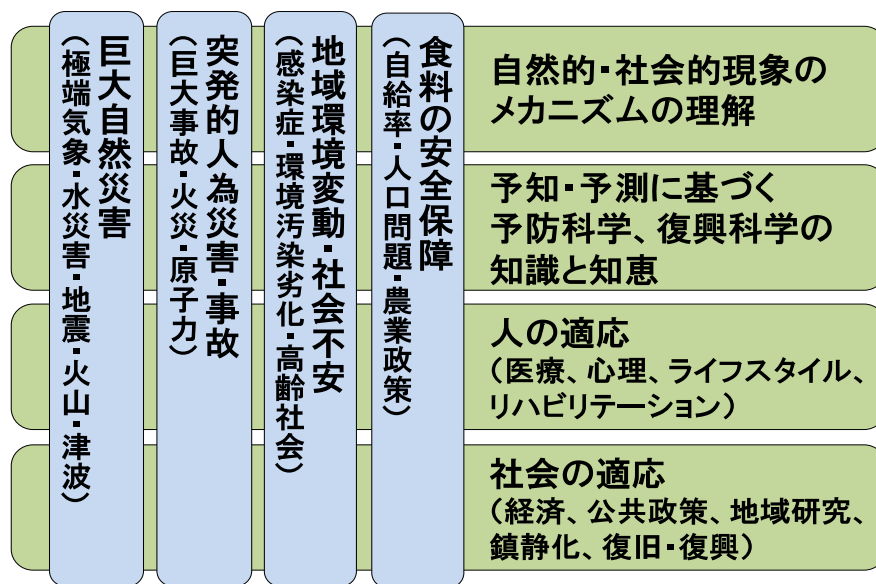 巨大自然災害
（極端気象・水災害・地震・火山・津波）
突発的人為災害・事故
（巨大事故・火災・原子力）
地域環境変動・社会不安
（感染症・環境汚染劣化・高齢社会）
食料の安全保障
（自給率・人口問題・農業政策）
自然的・社会的現象の
メカニズムの理解
予知・予測に基づく
予防科学、復興科学の
知識と知恵
人の適応
（医療、心理、ライフスタイル、
リハビリテーション）
社会の適応
（経済、公共政策、地域研究、
鎮静化、復旧・復興）